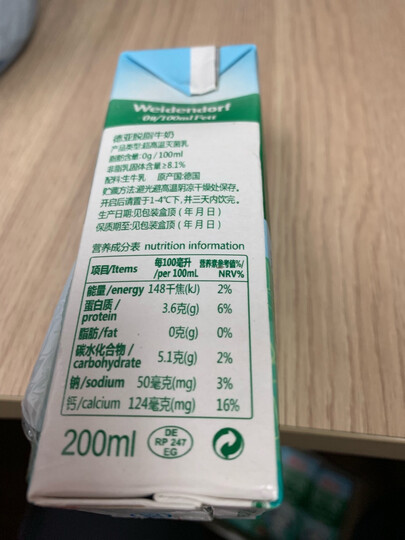 Weidendorf
0g/100ml Fett
德亚脱脂牛奶
产品类型:超高温灭菌乳
脂肪含量:0g / 100ml
非脂乳固体含量≥8.1%
配料:生牛乳 原产国:德国
贮藏方法:避光避高温阴凉干燥处保存。
开启后请置于1-4℃下,并三天内饮完。
生产日期:见包装盒顶 (年 月 日)
保质期至:见包装盒顶 (年 月 日)
营养成分表 nutrition information
项目/Items 每100毫升/per 100mL 营养素参考值%/NRV%
能量/energy 148千焦(kJ) 2%
蛋白质/protein 3.6克(g) 6%
脂肪/fat 0克(g) 0%
碳水化合物/carbohydrate 5.1克(g) 2%
钠/sodium 50毫克(mg) 3%
钙/calcium 124毫克(mg) 16%
200ml
DE
RP 247
EG